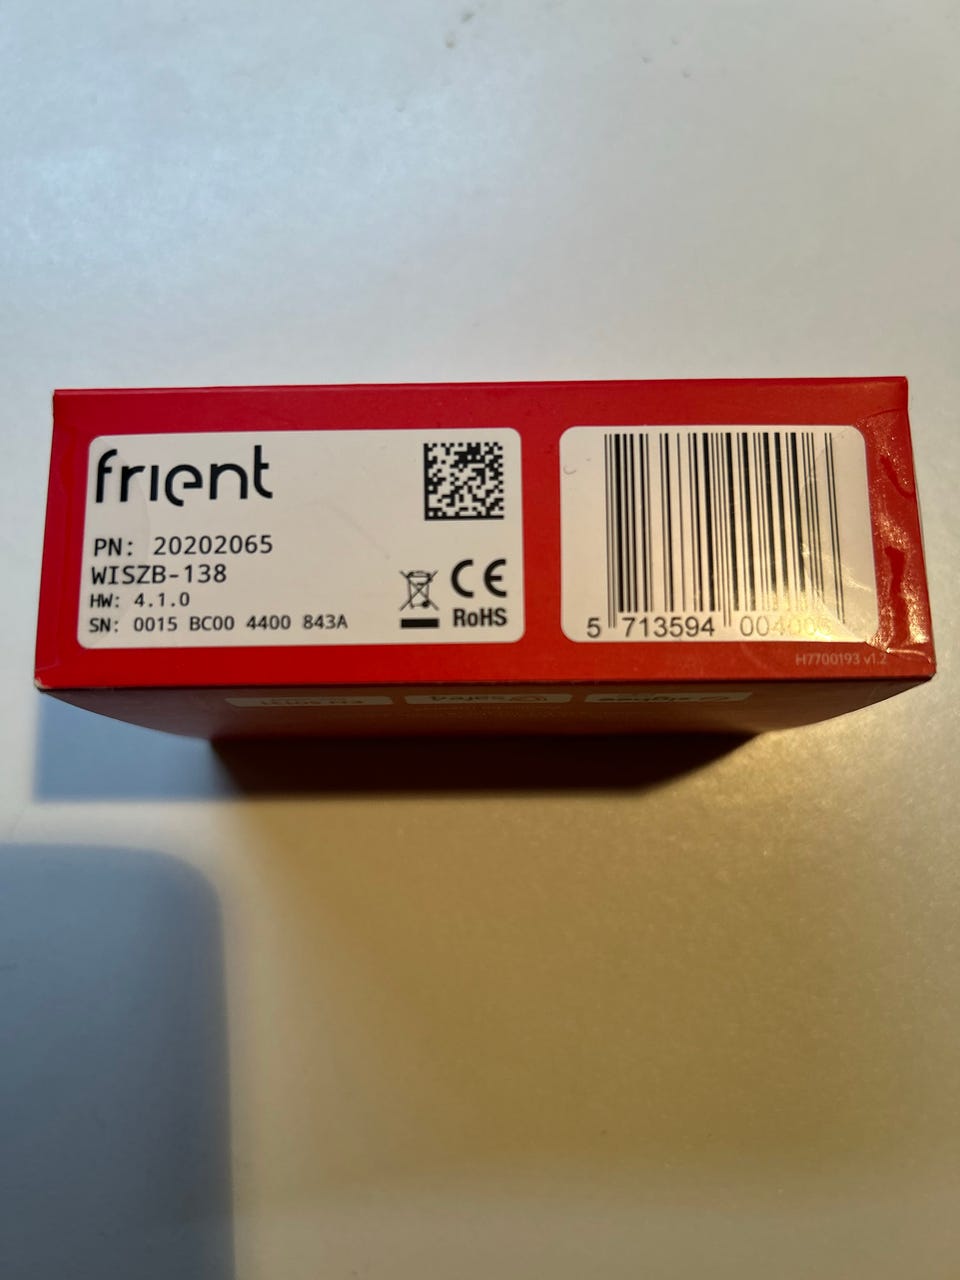 frient
PN: 20202065
WISZB-138
HW: 4.1.0
SN: 0015 BC00 4400 843A
CE
RoHS
5 713594
H7700193 v1.2